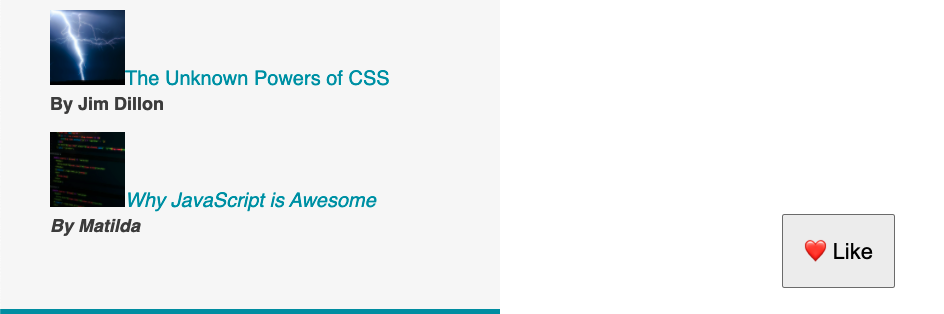 The Unknown Powers of CSS
By Jim Dillon
Why JavaScript is Awesome
By Matilda
❤️ Like